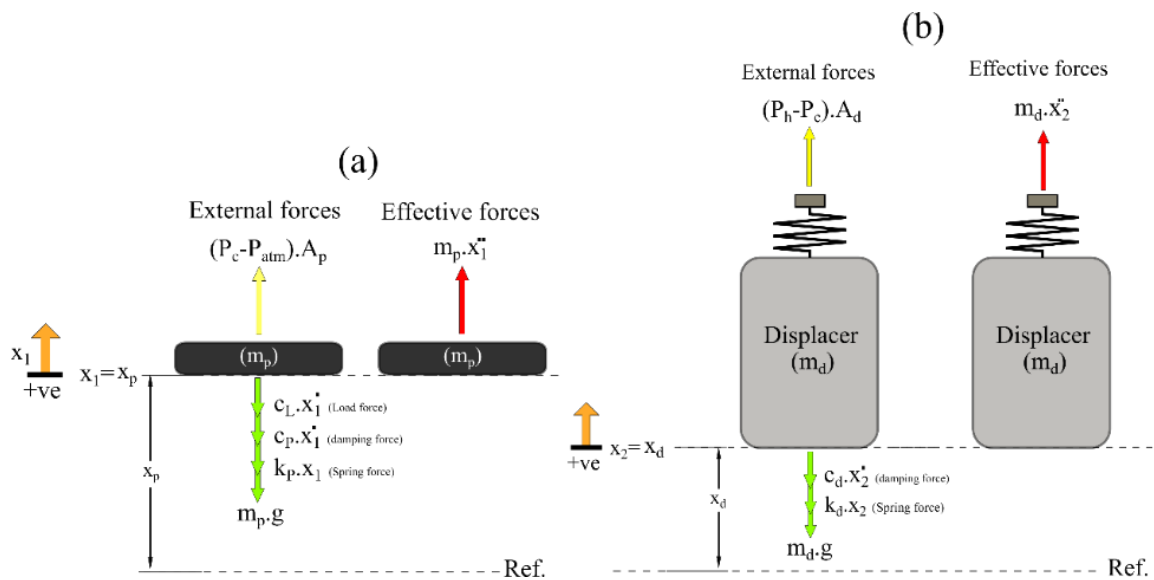 (a)
External forces
(P_c-P_atm).A_p
Effective forces
m_p.ẍ_1
x_1
+ve
x_1=x_p
(m_p)
(m_p)
c_L.ẋ_1 (Load force)
c_P.ẋ_1 (damping force)
k_P.x_1 (Spring force)
m_p.g
x_p
Ref.
(b)
External forces
(P_h-P_c).A_d
Effective forces
m_d.ẍ_2
Displacer
(m_d)
Displacer
(m_d)
+ve
x_2=x_d
c_d.ẋ_2 (damping force)
k_d.x_2 (Spring force)
m_d.g
x_d
Ref.